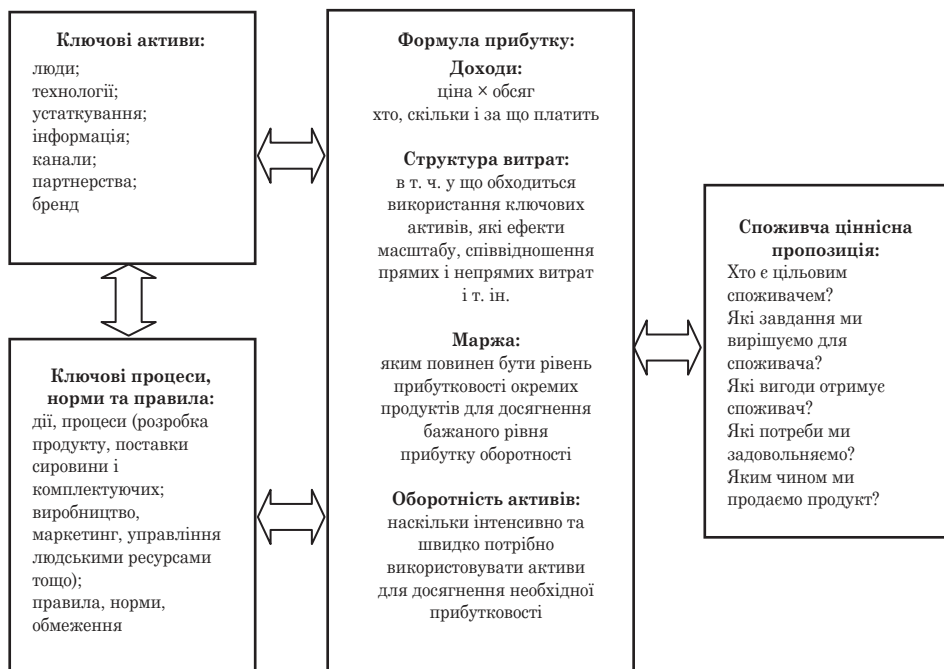 Ключові активи:
люди;
технології;
устаткування;
інформація;
канали;
партнерства;
бренд
Ключові процеси,
норми та правила:
дії, процеси (розробка
продукту, поставки
сировини і
комплектуючих;
виробництво,
маркетинг, управління
людськими ресурсами
тощо);
правила, норми,
обмеження
Формула прибутку:
Доходи:
ціна × обсяг
хто, скільки і за що платить
Структура витрат:
в т. ч. у що обходиться
використання ключових
активів, які ефекти
масштабу, співвідношення
прямих і непрямих витрат
і т. ін.
Маржа:
яким повинен бути рівень
прибутковості окремих
продуктів для досягнення
бажаного рівня
прибутку оборотності
Оборотність активів:
наскільки інтенсивно та
швидко потрібно
використовувати активи
для досягнення необхідної
прибутковості
Споживча ціннісна
пропозиція:
Хто є цільовим
споживачем?
Які завдання ми
вирішуємо для
споживача?
Які вигоди отримує
споживач?
Які потреби ми
задовольняємо?
Яким чином ми
продаємо продукт?